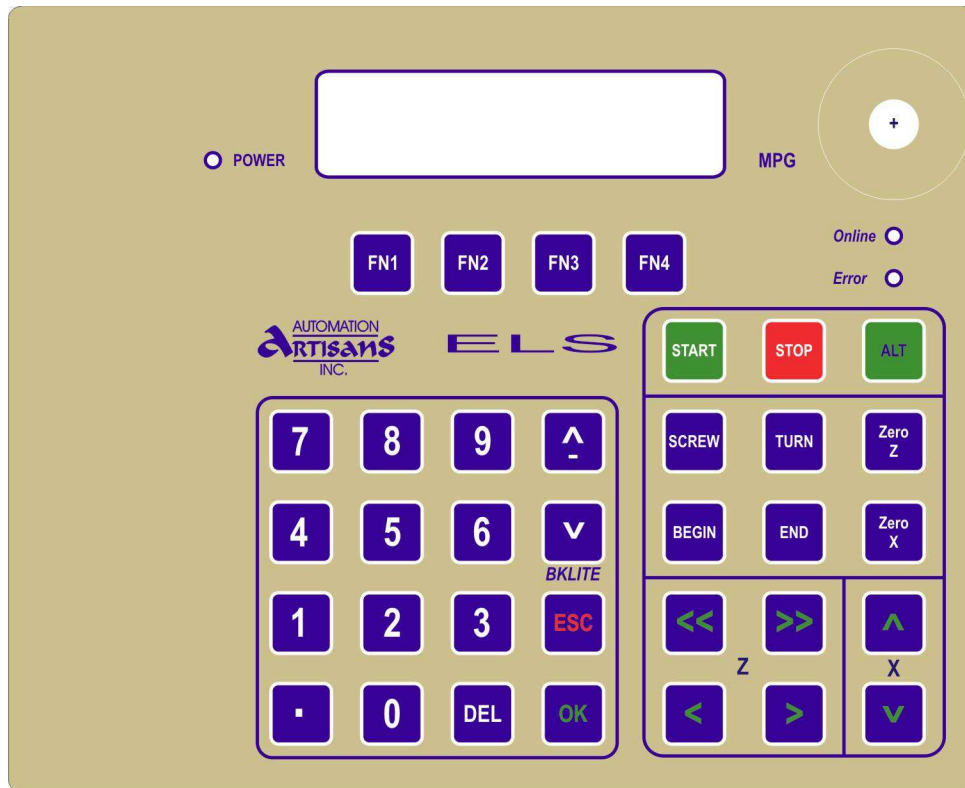 POWER
MPG
+
FN1 FN2 FN3 FN4
Online
Error
AUTOMATION
ARTISANS
INC.
ELS
START STOP ALT
7 8 9 ^
-
4 5 6 v
BKLITE
1 2 3 ESC
. 0 DEL OK
SCREW TURN Zero
Z
BEGIN END Zero
X
<< >> ^
Z X
< > v